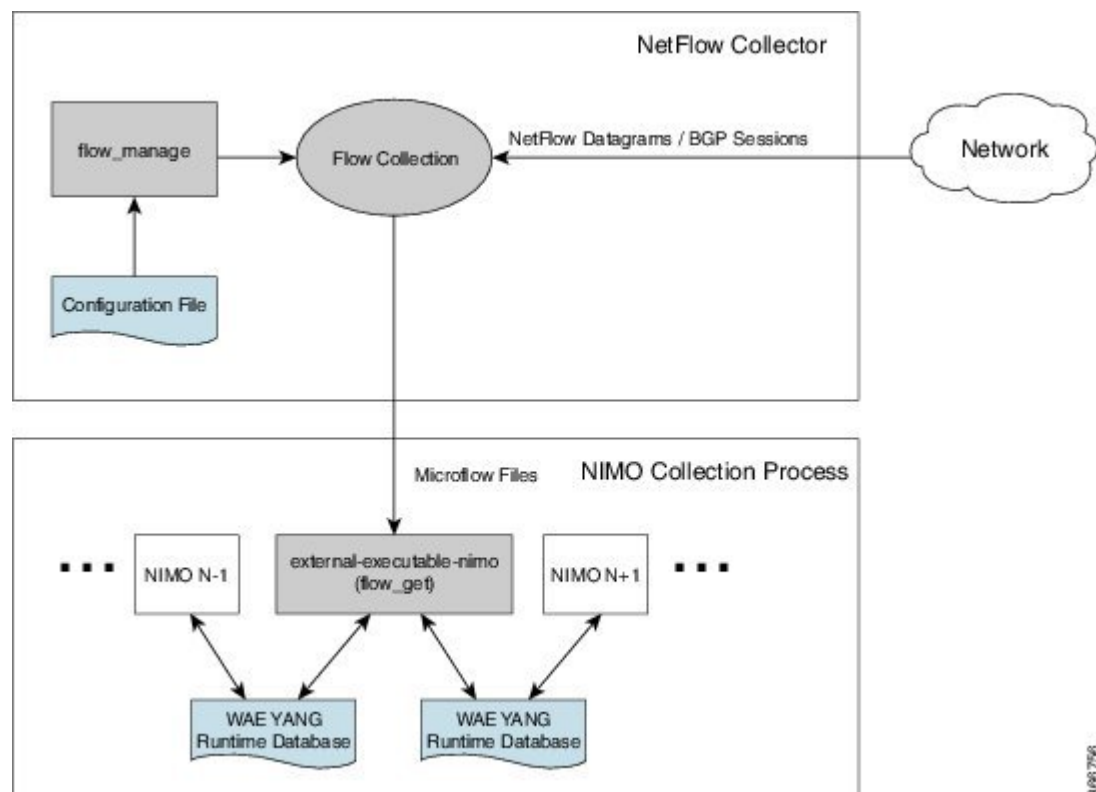 NetFlow Collector
flow_manage
Flow Collection
NetFlow Datagrams / BGP Sessions
Network
Configuration File
Microflow Files
NIMO Collection Process
▪ ▪ ▪
NIMO N-1
external-executable-nimo
(flow_get)
NIMO N+1
▪ ▪ ▪
WAE YANG
Runtime Database
WAE YANG
Runtime Database